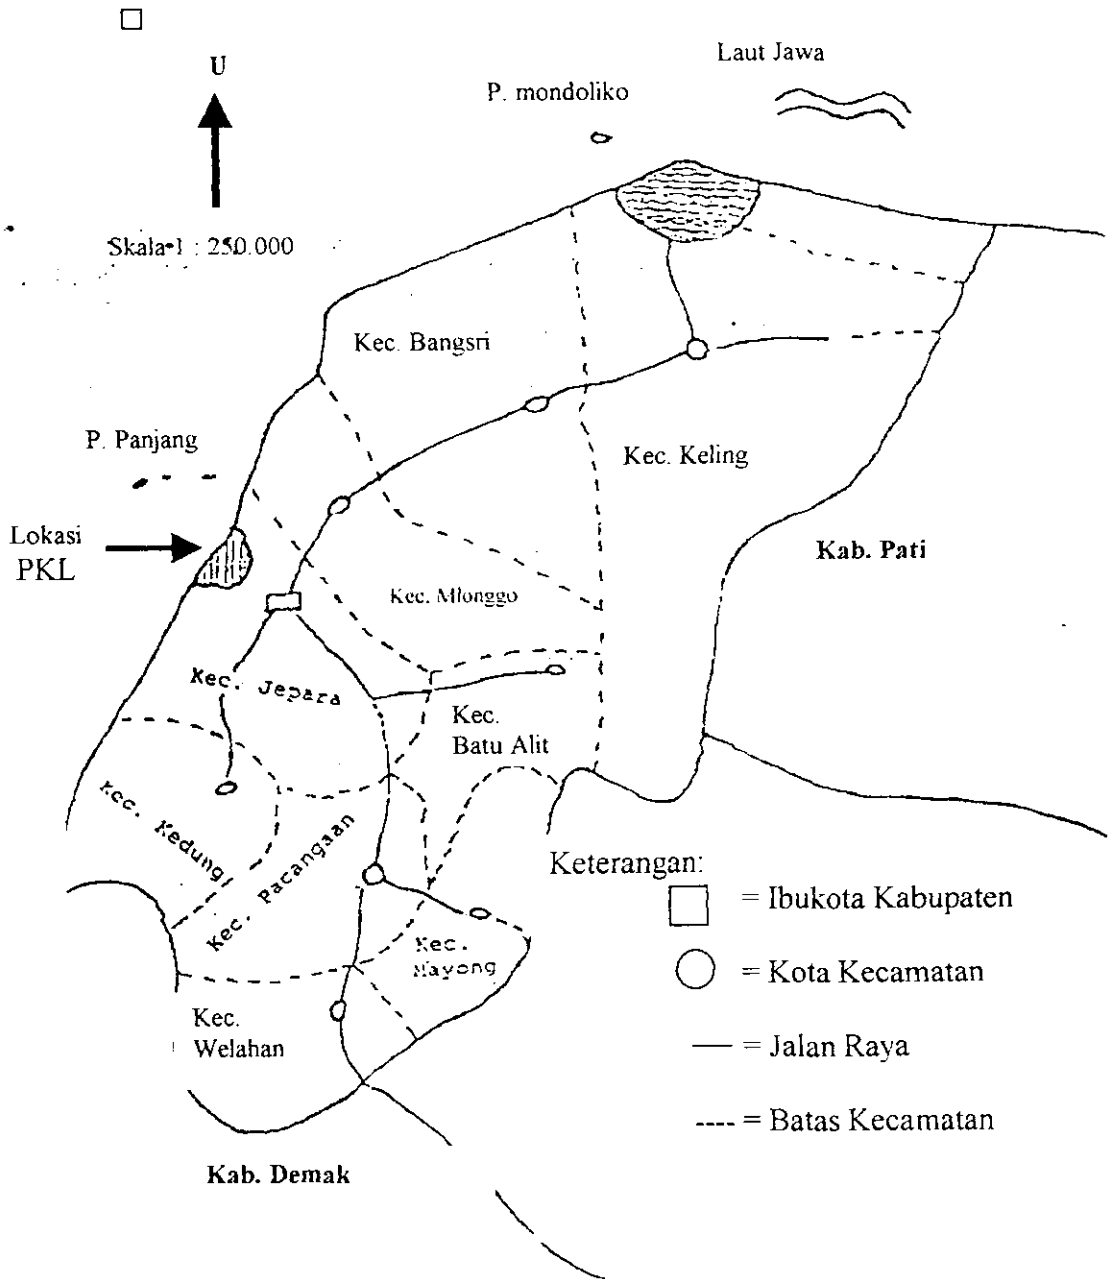 U
Laut Jawa
P. mondoliko
Skala 1 : 250.000
Kec. Bangsri
P. Panjang
Kec. Keling
Lokasi
PKL
Kab. Pati
Kec. Mlonggo
Kec. Jepara
Kec.
Batu Alit
Kec. Kedung
Kec. Pacangaan
Keterangan:
= Ibukota Kabupaten
Kec.
Mayong
= Kota Kecamatan
Kec.
Welahan
= Jalan Raya
= Batas Kecamatan
Kab. Demak